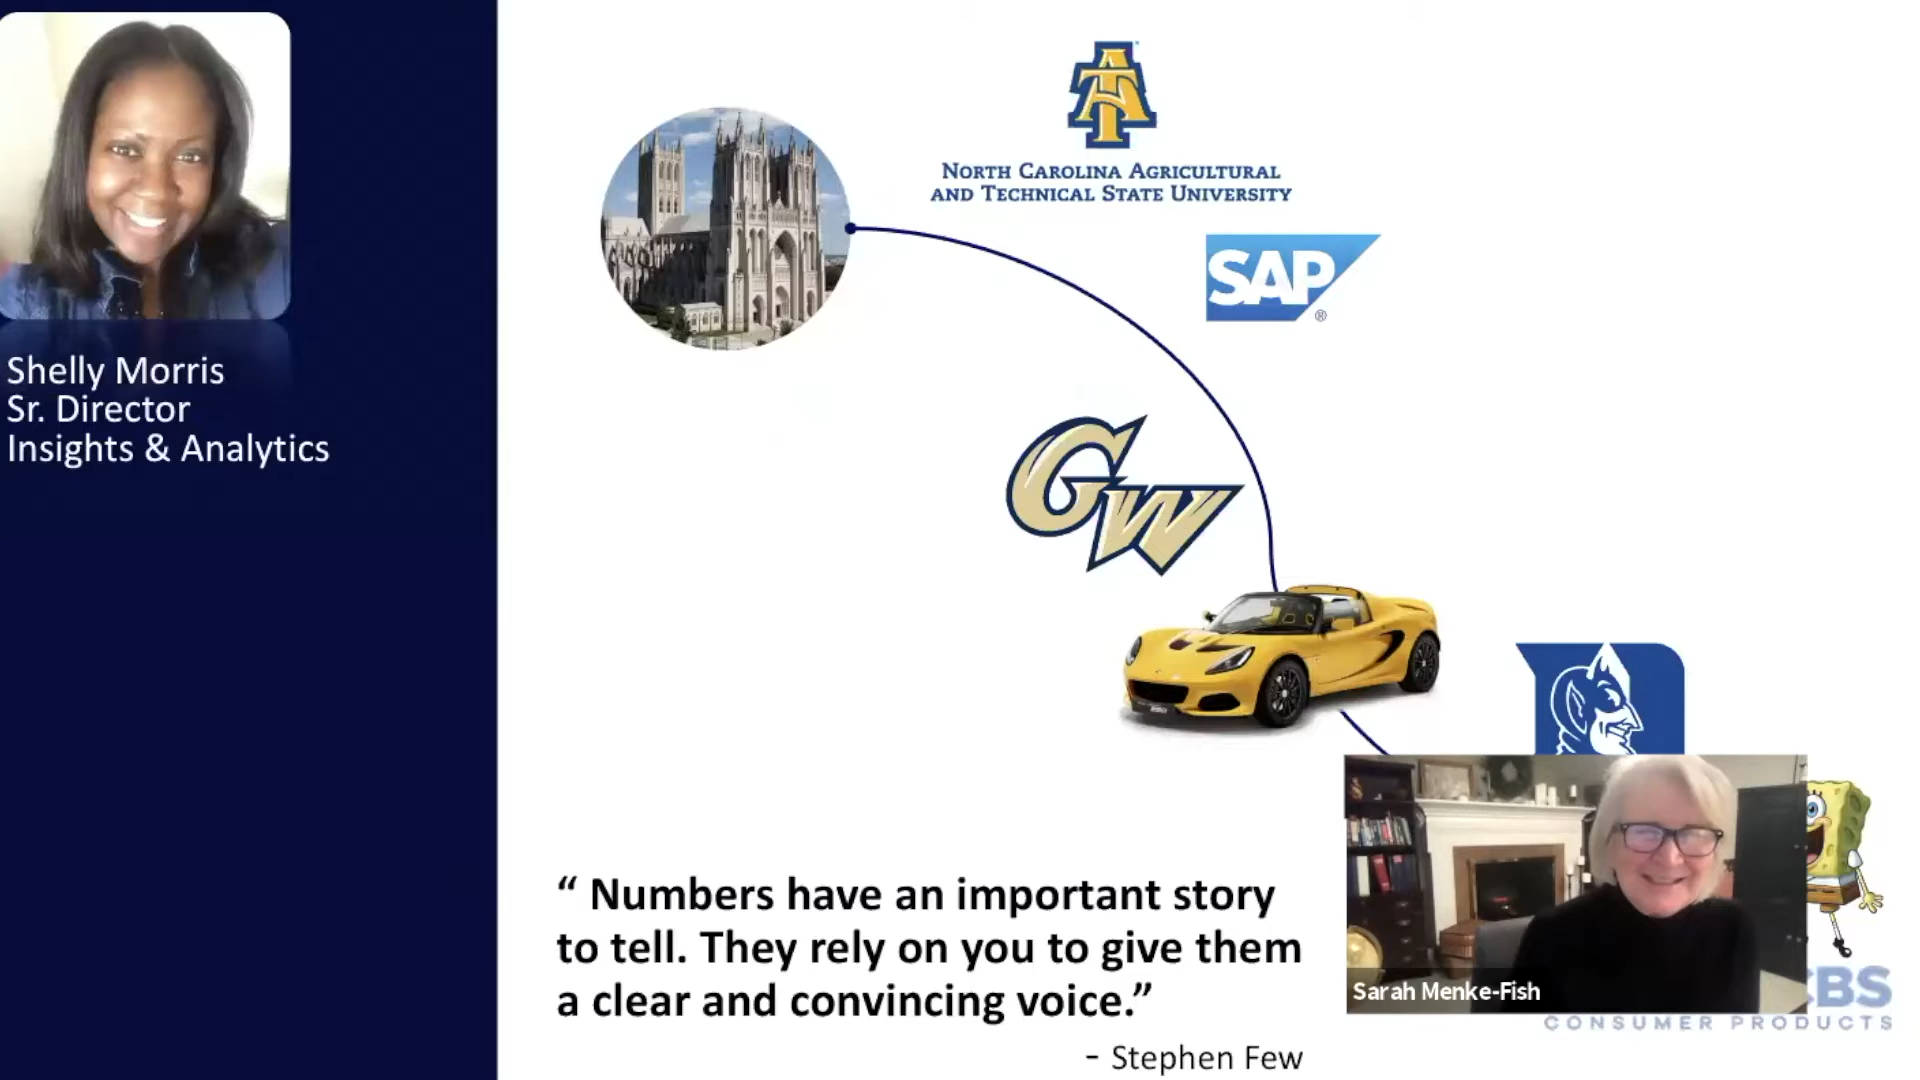 Shelly Morris
Sr. Director
Insights & Analytics
NORTH CAROLINA AGRICULTURAL
AND TECHNICAL STATE UNIVERSITY
SAP
®
GW
“ Numbers have an important story
to tell. They rely on you to give them
a clear and convincing voice.”
- Stephen Few
Sarah Menke-Fish
CBS
CONSUMER PRODUCTS